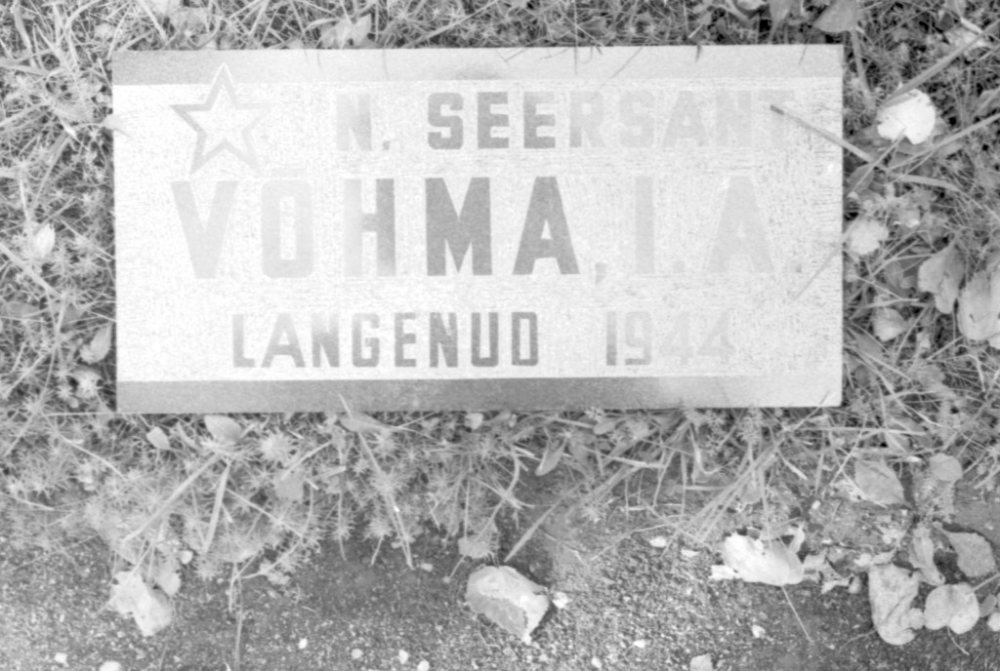 N. SEERSANT
VOHMA, I. A.
LANGENUD 1944